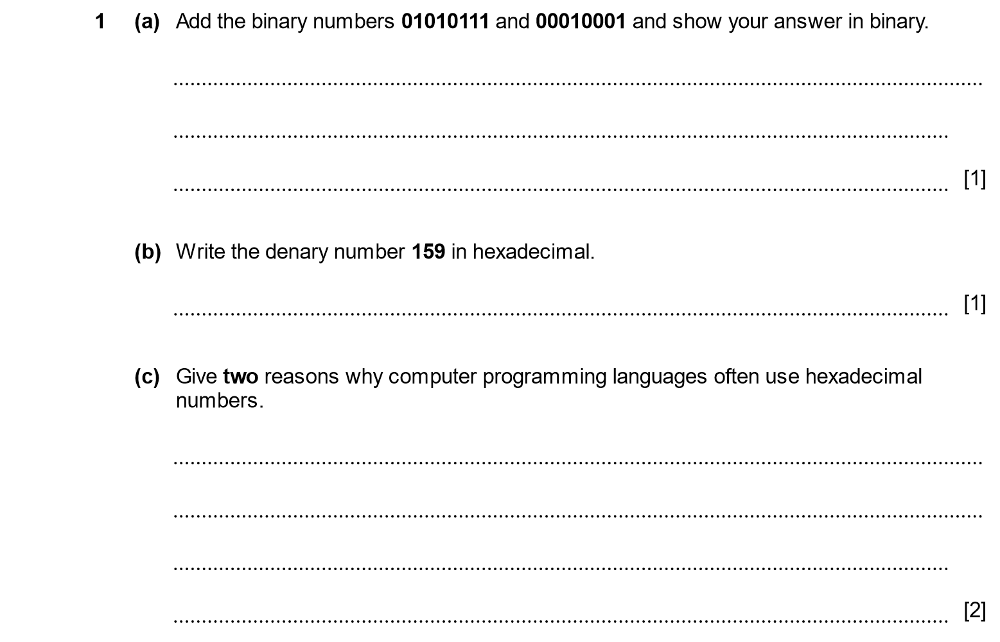 1 (a) Add the binary numbers 01010111 and 00010001 and show your answer in binary.
[1]
(b) Write the denary number 159 in hexadecimal.
[1]
(c) Give two reasons why computer programming languages often use hexadecimal
numbers.
[2]